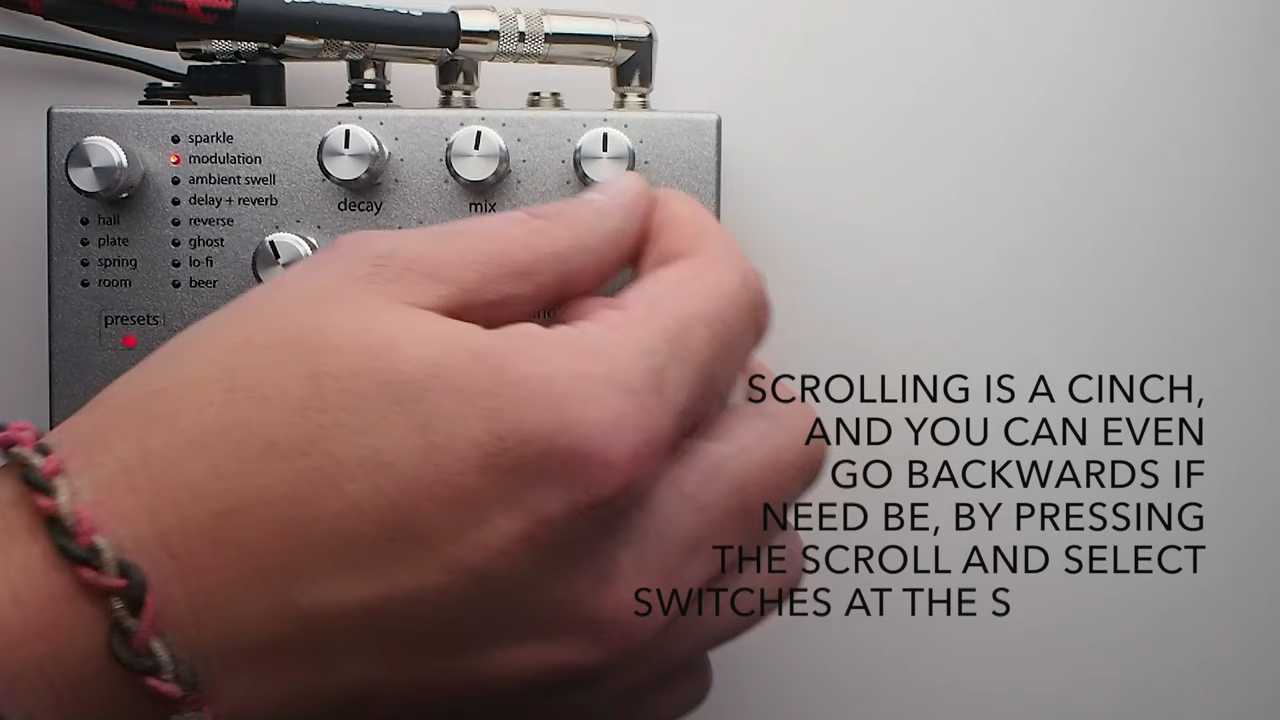 sparkle
modulation
ambient swell
delay + reverb
reverse
ghost
lo-fi
beer
hall
plate
spring
room
presets
decay
mix
SCROLLING IS A CINCH,
AND YOU CAN EVEN
GO BACKWARDS IF
NEED BE, BY PRESSING
THE SCROLL AND SELECT
SWITCHES AT THE S